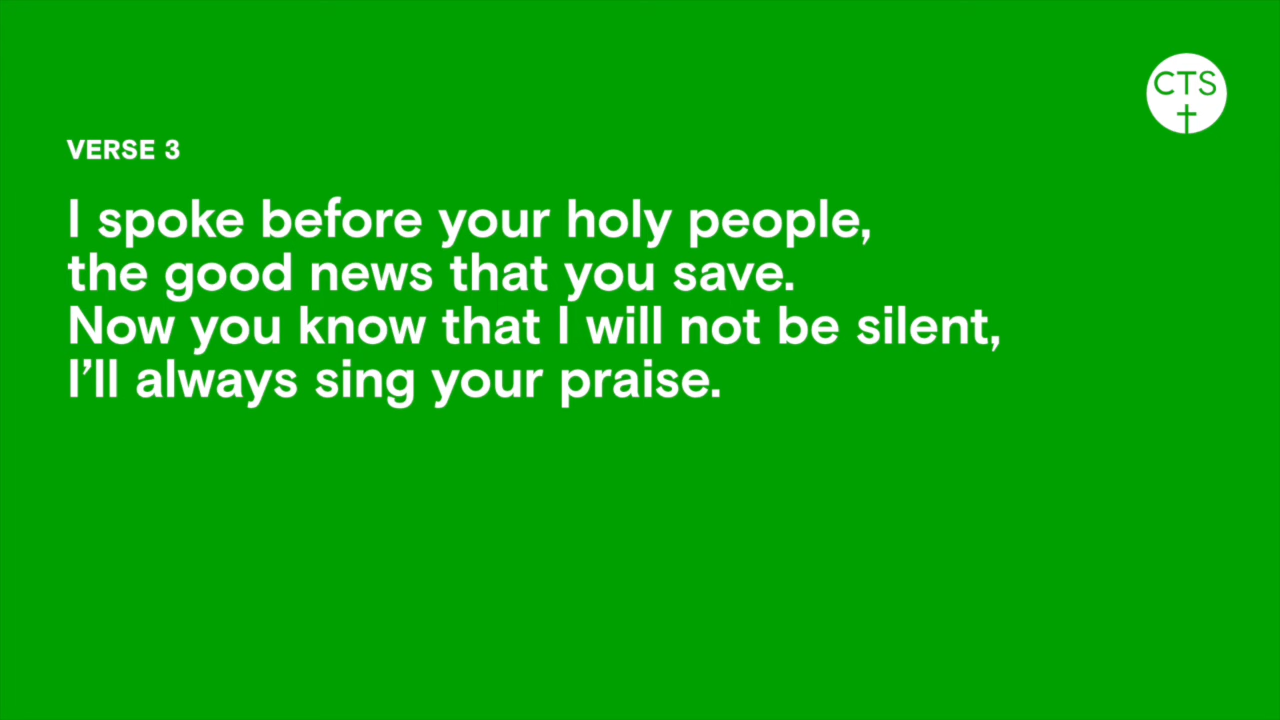 CTS
VERSE 3
I spoke before your holy people,
the good news that you save.
Now you know that I will not be silent,
I’ll always sing your praise.